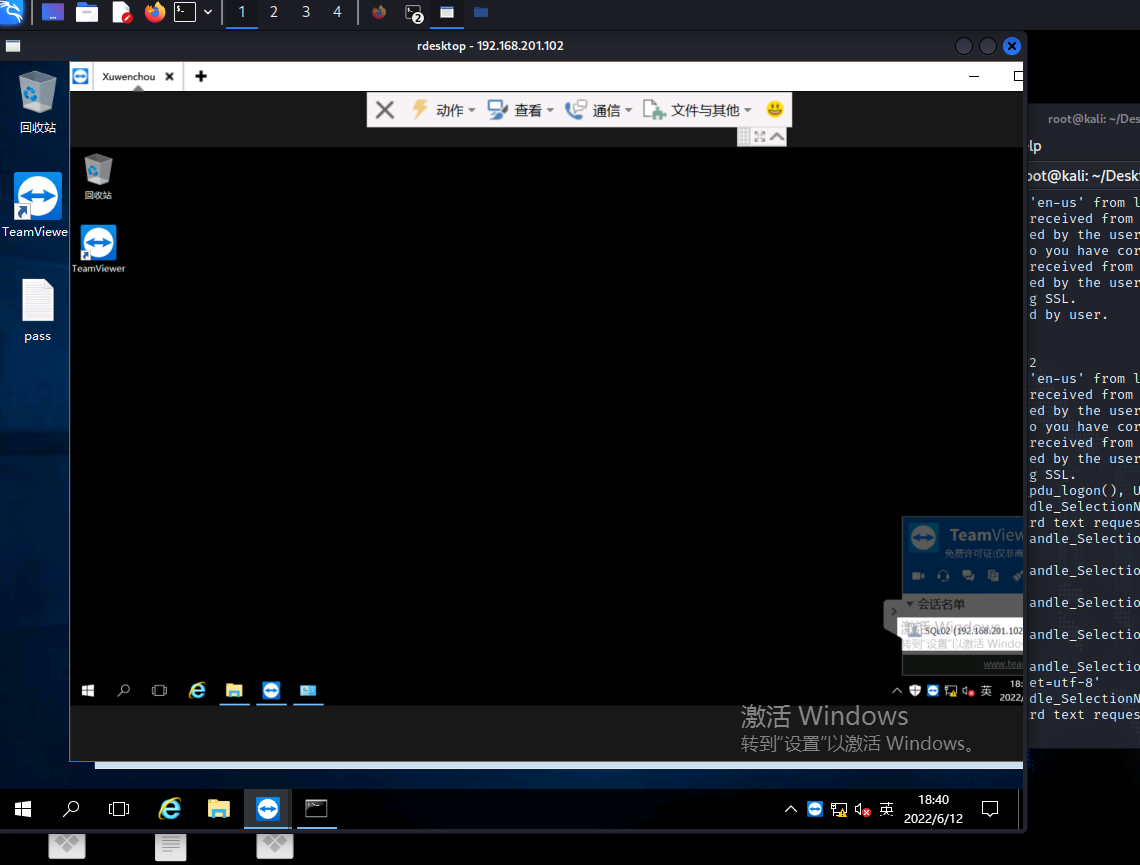 1 2 3 4 2
rdesktop - 192.168.201.102
Xuwenchou
动作 查看 通信 文件与其他
回收站
TeamViewe
pass
回收站
TeamViewer
TeamView
免费许可证(仅非商
会话名单
SQL02 (192.168.201.102
激活 Windows
转到"设置"以激活 Windo
www.tea
英
18:
2022/
激活 Windows
转到"设置"以激活 Windows。
英
18:40
2022/6/12
root@kali: ~/Des
lp
oot@kali: ~/Deskt
'en-us' from l
received from
ed by the user
o you have cor
received from
ed by the user
g SSL.
d by user.
2
'en-us' from l
received from
ed by the user
o you have cor
received from
ed by the user
g SSL.
pdu_logon(), U
dle_SelectionN
rd text reques
andle_Selectio
andle_Selectio
andle_Selectio
andle_Selectio
andle_Selectio
et=utf-8'
dle_SelectionN
rd text reques